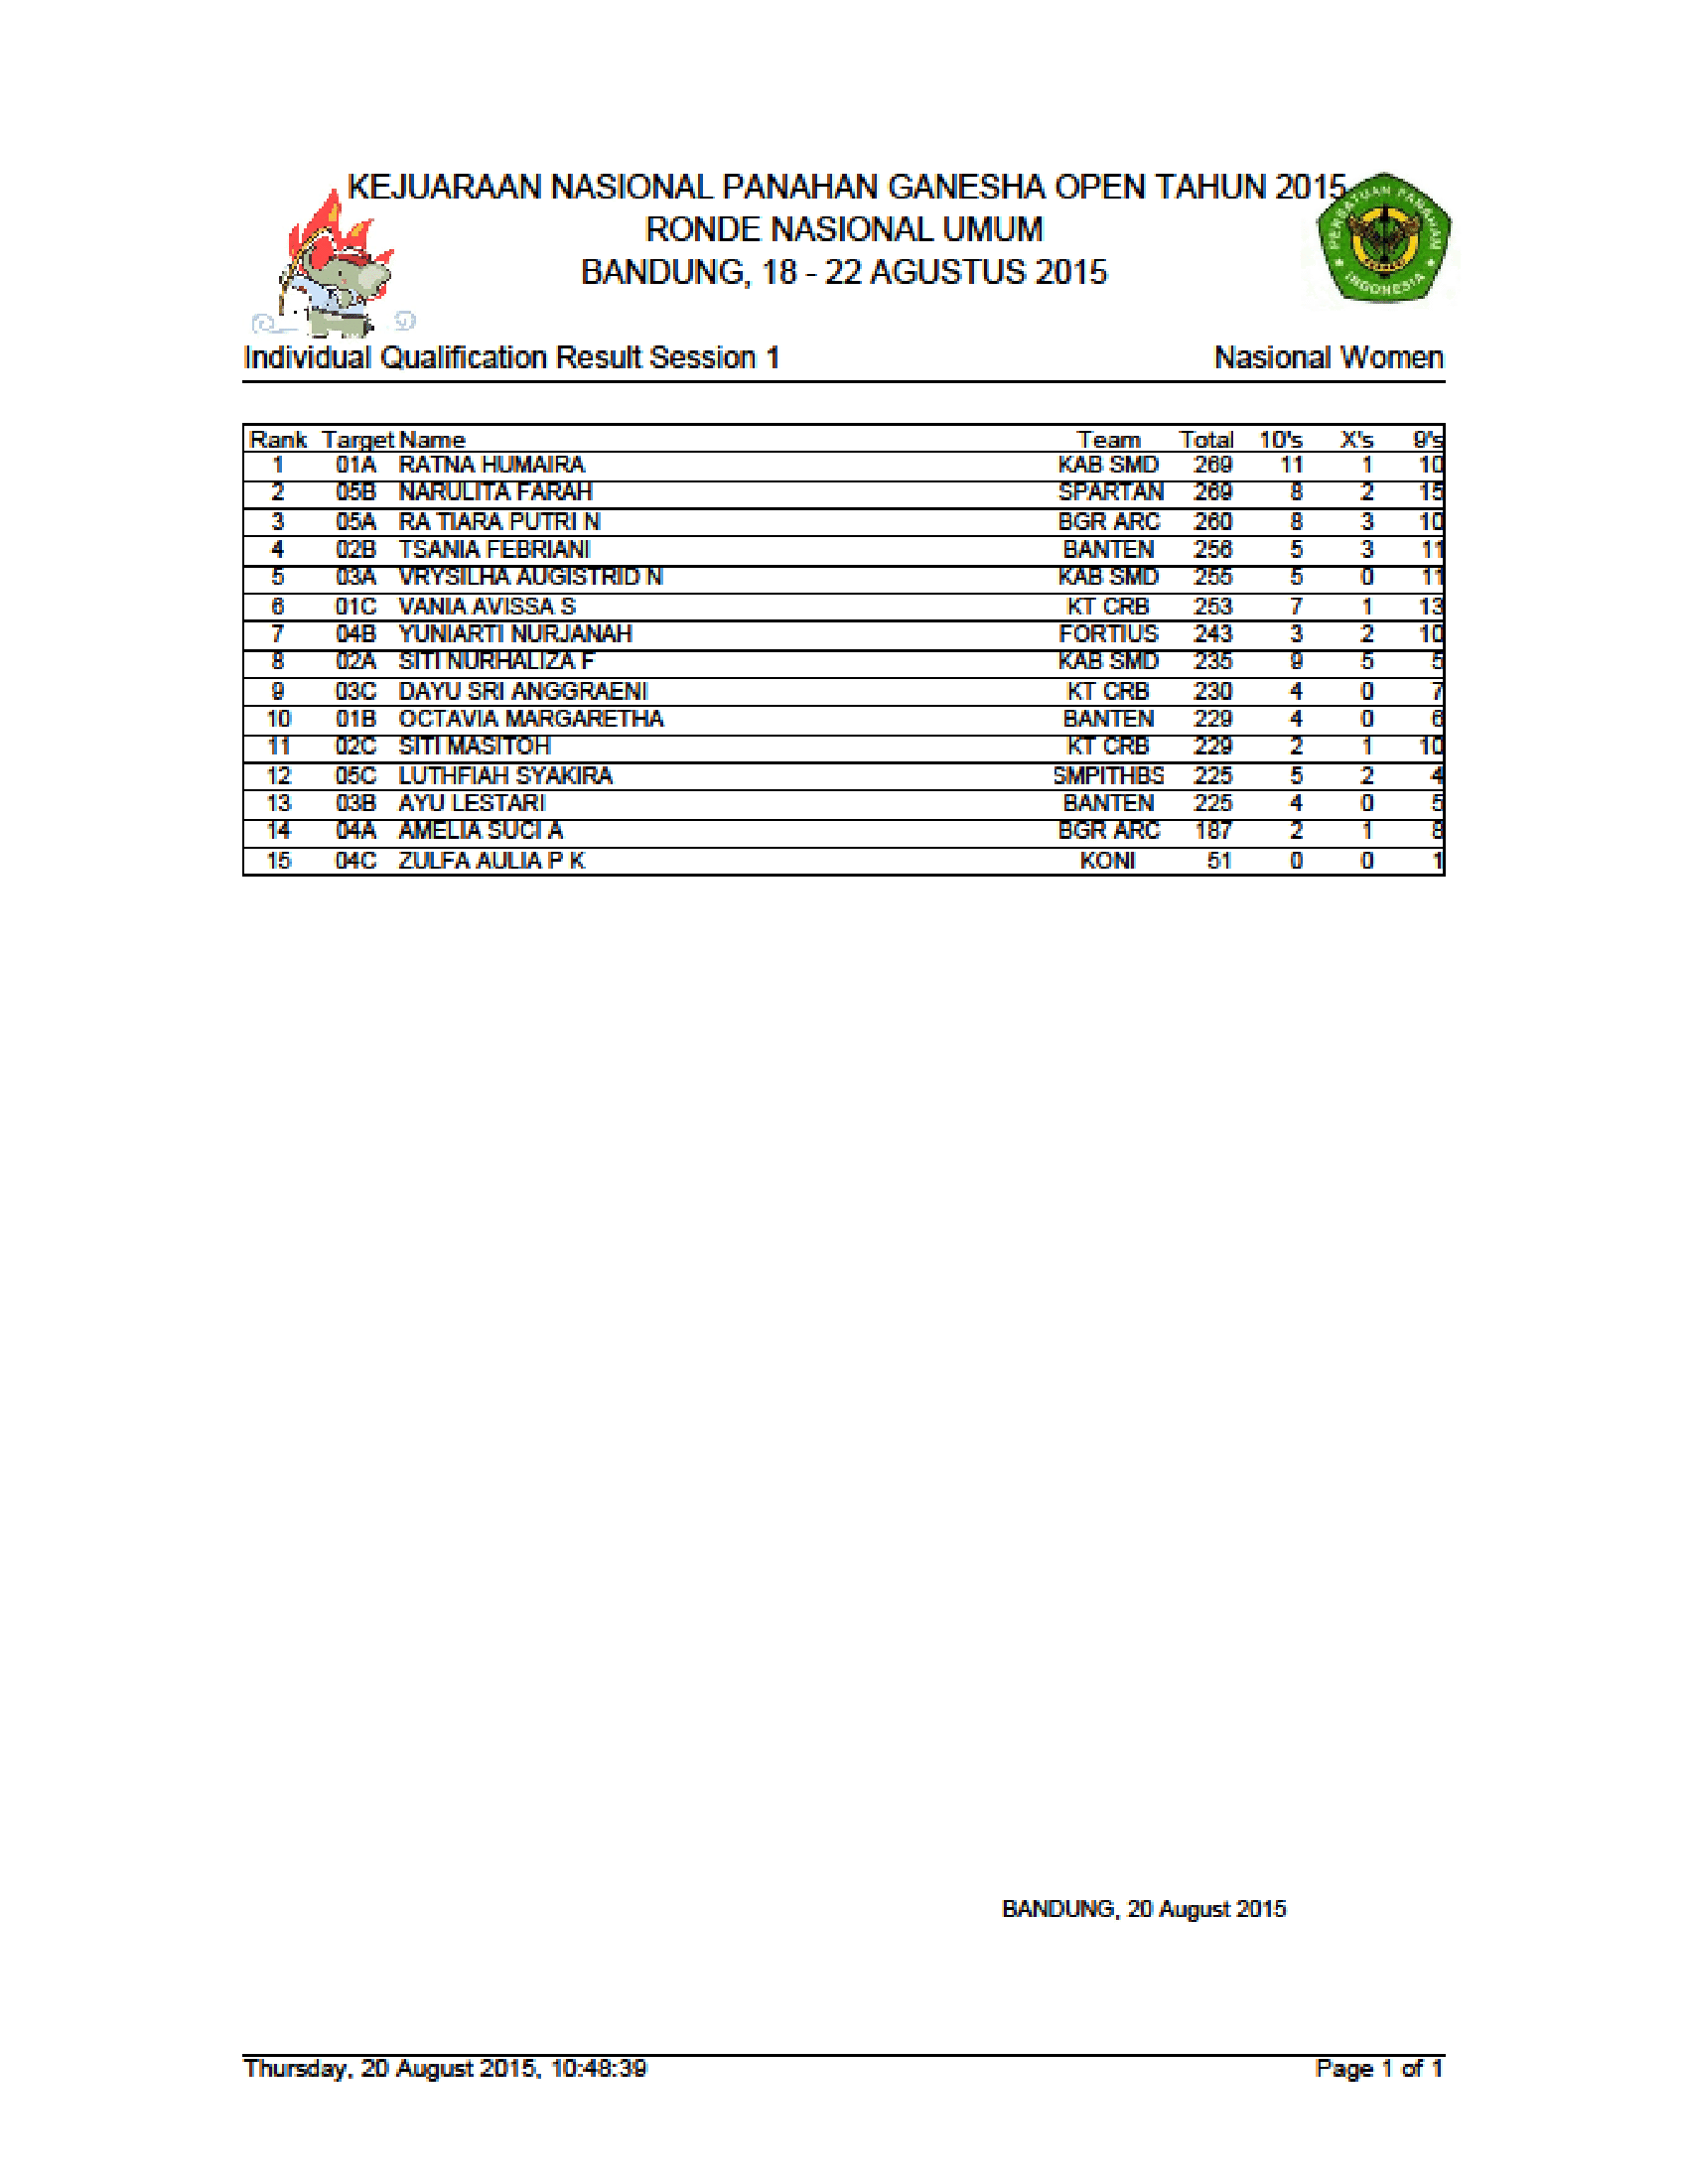 KEJUARAAN NASIONAL PANAHAN GANESHA OPEN TAHUN 2015
RONDE NASIONAL UMUM
BANDUNG, 18 - 22 AGUSTUS 2015
PERSATUAN PANAHAN
INDONESIA
Individual Qualification Result Session 1 Nasional Women
Rank Target Name Team Total 10's X's 9's
1 01A RATNA HUMAIRA KAB SMD 269 11 1 10
2 05B NARULITA FARAH SPARTAN 269 8 2 15
3 05A RA TIARA PUTRI N BGR ARC 260 8 3 10
4 02B TSANIA FEBRIANI BANTEN 256 5 3 11
5 03A VRYSILHA AUGISTRID N KAB SMD 255 5 0 11
6 01C VANIA AVISSA S KT CRB 253 7 1 13
7 04B YUNIARTI NURJANAH FORTIUS 243 3 2 10
8 02A SITI NURHALIZA F KAB SMD 235 9 5 5
9 03C DAYU SRI ANGGRAENI KT CRB 230 4 0 7
10 01B OCTAVIA MARGARETHA BANTEN 229 4 0 6
11 02C SITI MASITOH KT CRB 229 2 1 10
12 05C LUTHFIAH SYAKIRA SMPITHBS 225 5 2 4
13 03B AYU LESTARI BANTEN 225 4 0 5
14 04A AMELIA SUCI A BGR ARC 187 2 1 8
15 04C ZULFA AULIA P K KONI 51 0 0 1
BANDUNG, 20 August 2015
Thursday, 20 August 2015, 10:48:39 Page 1 of 1